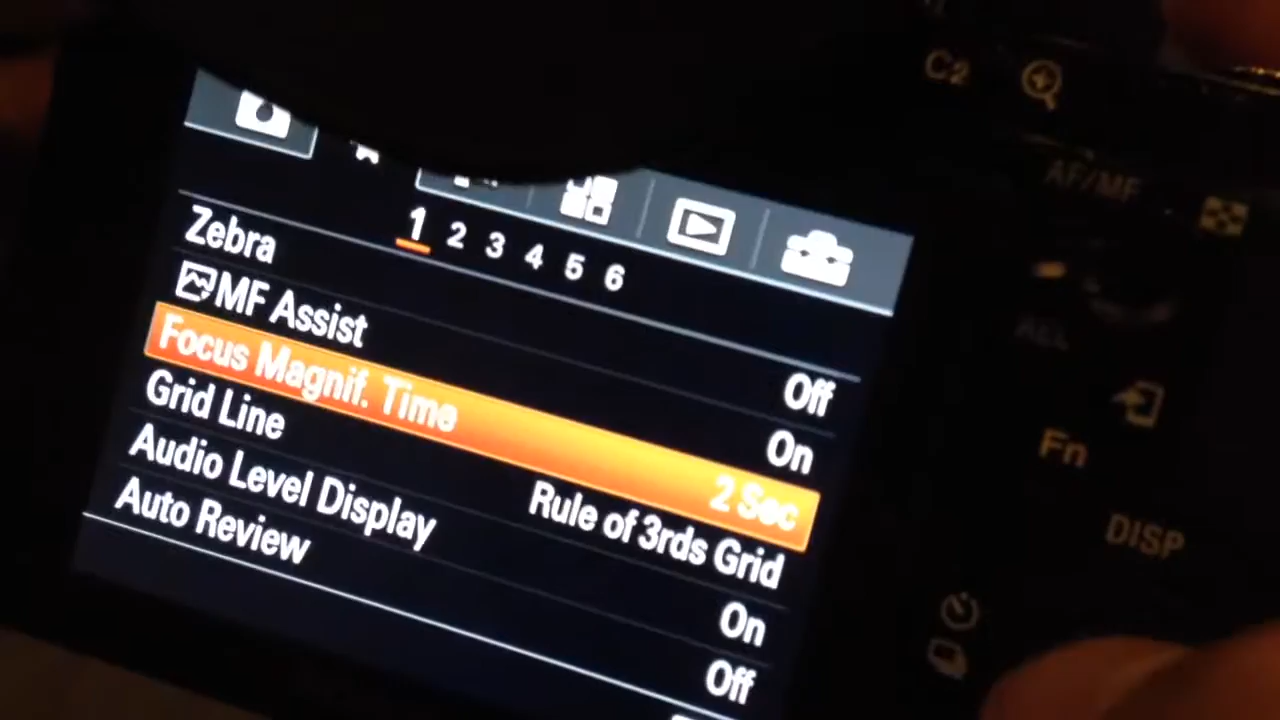 1 2 3 4 5 6
Zebra Off
MF Assist On
Focus Magnif. Time 2 Sec
Grid Line Rule of 3rds Grid
Audio Level Display On
Auto Review Off
C2
AF/MF
AEL
Fn
DISP